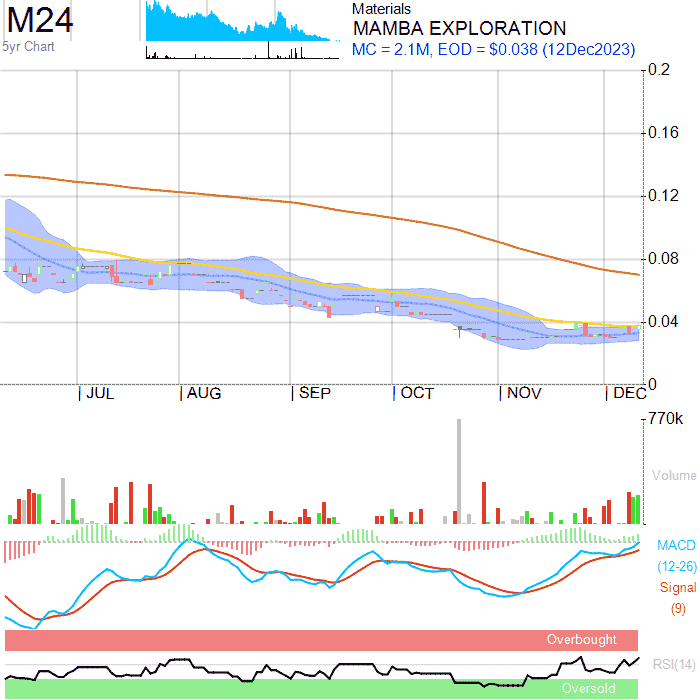 M24
5yr Chart
Materials
MAMBA EXPLORATION
MC = 2.1M, EOD = $0.038 (12Dec2023)
0.2
0.16
0.12
0.08
0.04
0
JUL AUG SEP OCT NOV DEC
770k
Volume
MACD
(12-26)
Signal
(9)
Overbought
RSI(14)
Oversold